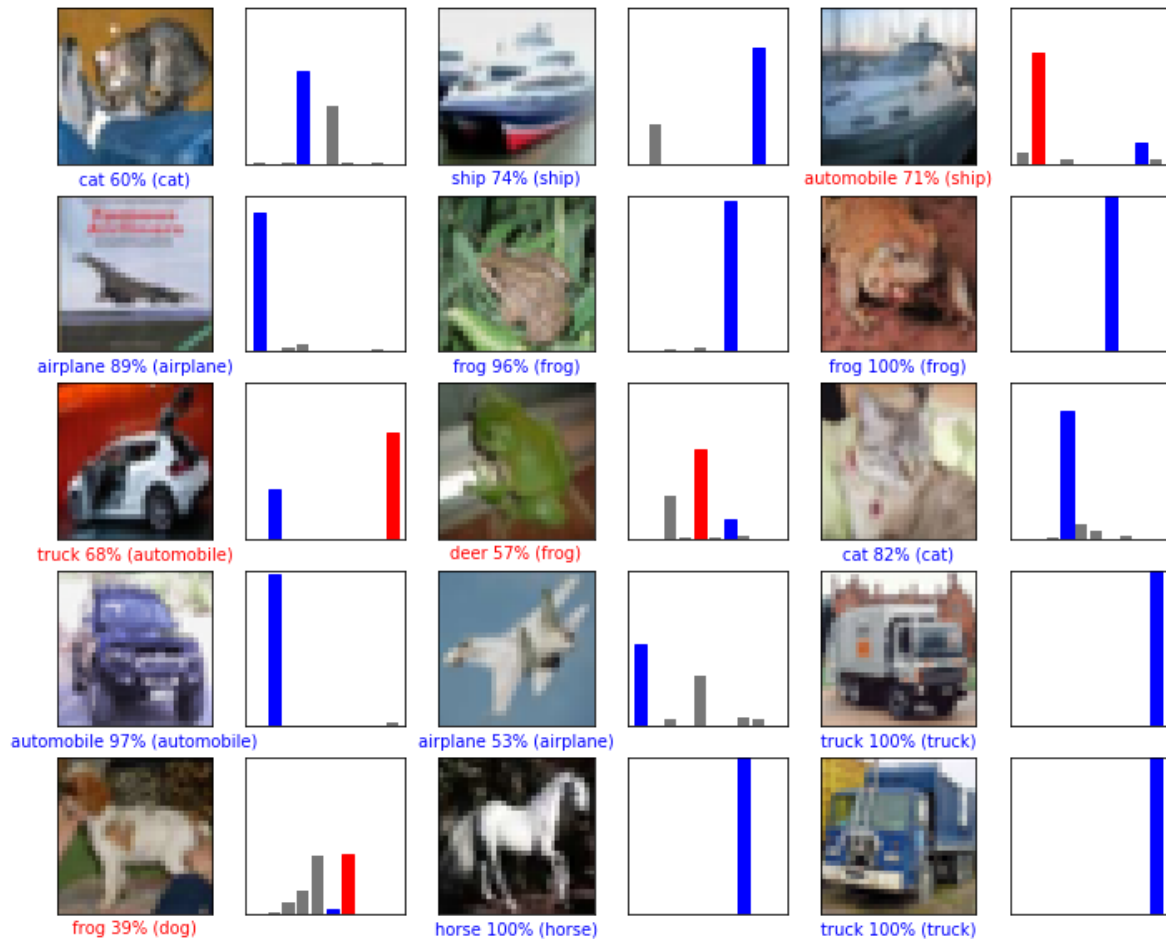 cat 60% (cat)
ship 74% (ship)
automobile 71% (ship)
airplane 89% (airplane)
frog 96% (frog)
frog 100% (frog)
truck 68% (automobile)
deer 57% (frog)
cat 82% (cat)
automobile 97% (automobile)
airplane 53% (airplane)
truck 100% (truck)
frog 39% (dog)
horse 100% (horse)
truck 100% (truck)